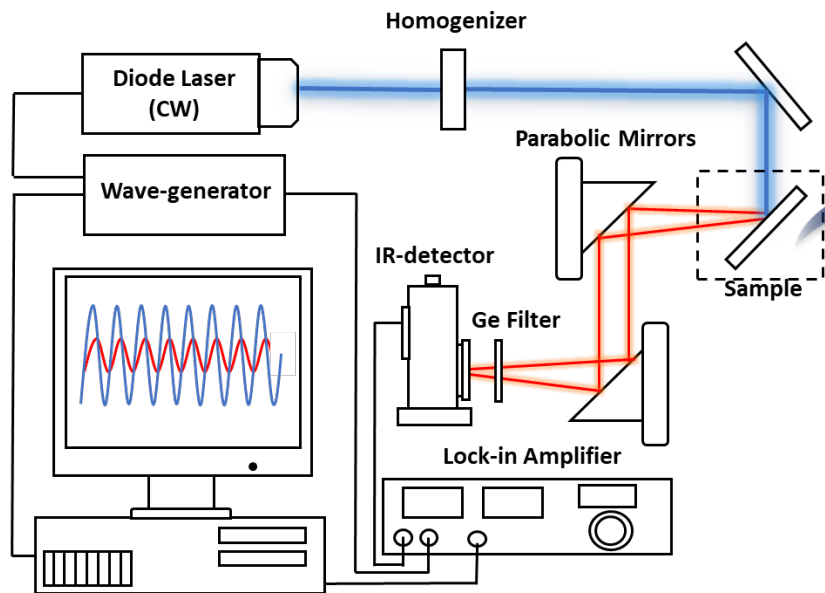 Homogenizer
Diode Laser
(CW)
Parabolic Mirrors
Wave-generator
IR-detector
Sample
Ge Filter
Lock-in Amplifier